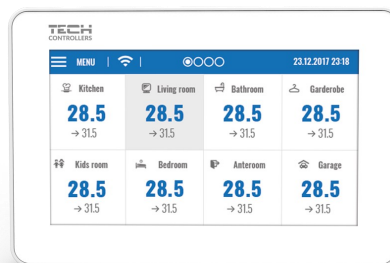 TECH
CONTROLLERS
MENU 23.12.2017 23:18
Kitchen Living room Bathroom Garderobe
28.5 28.5 28.5 28.5
→ 31.5 → 31.5 → 31.5 → 31.5
Kids room Bedroom Anteroom Garage
28.5 28.5 28.5 28.5
→ 31.5 → 31.5 → 31.5 → 31.5